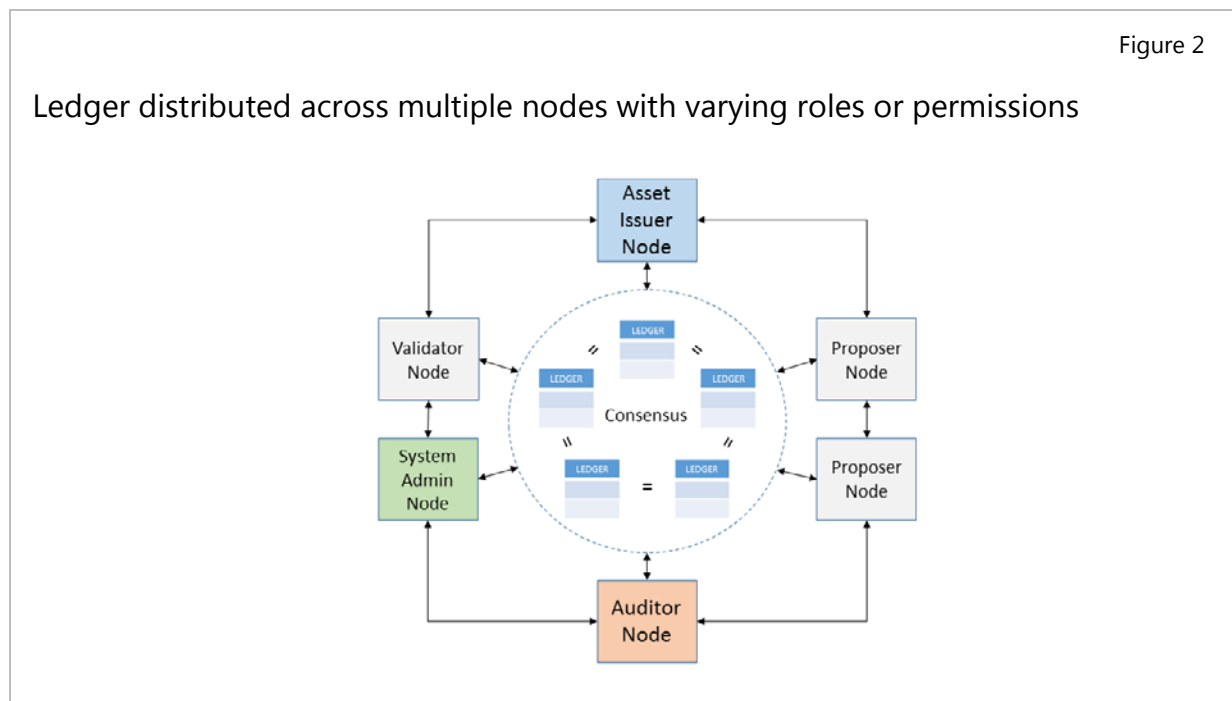 Figure 2
Ledger distributed across multiple nodes with varying roles or permissions
Asset
Issuer
Node
Validator
Node
LEDGER
=
=
Proposer
Node
LEDGER
LEDGER
Consensus
=
=
System
Admin
Node
LEDGER
=
LEDGER
Proposer
Node
Auditor
Node